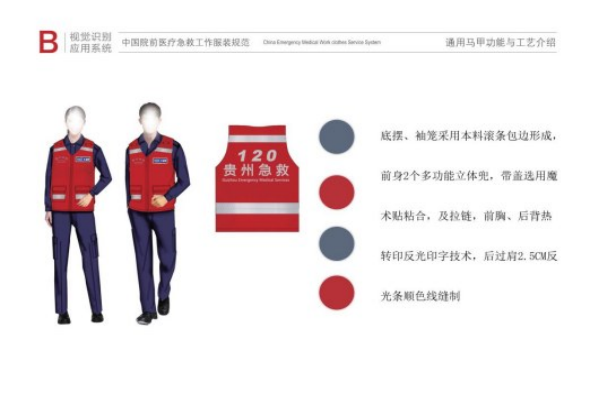 B
视觉识别
应用系统
中国院前医疗急救工作服装规范
China Emergency Medical Work clothes Service System
通用马甲功能与工艺介绍
120
贵州急救
Guizhou Emergency Medical Services
底摆、袖笼采用本料滚条包边形成，
前身2个多功能立体兜，带盖选用魔
术贴粘合，及拉链，前胸、后背热
转印反光印字技术，后过肩2.5CM反
光条顺色线缝制